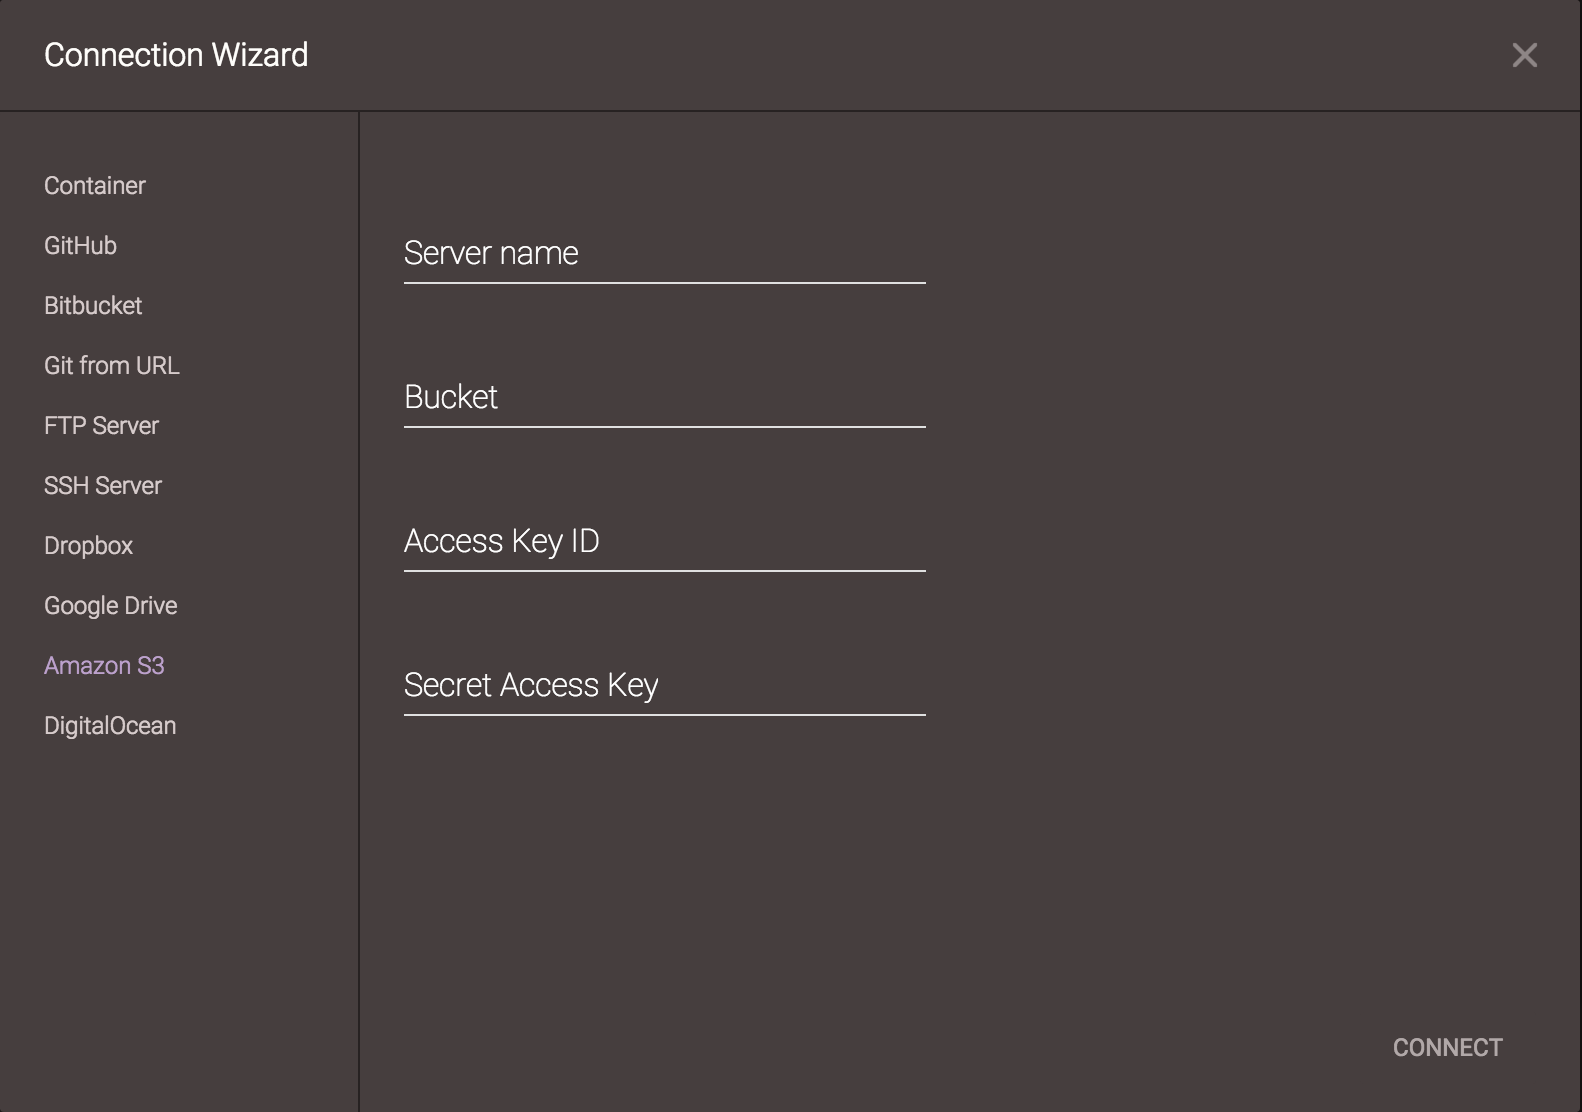 Connection Wizard
Container
GitHub
Bitbucket
Git from URL
FTP Server
SSH Server
Dropbox
Google Drive
Amazon S3
DigitalOcean
Server name
Bucket
Access Key ID
Secret Access Key
CONNECT